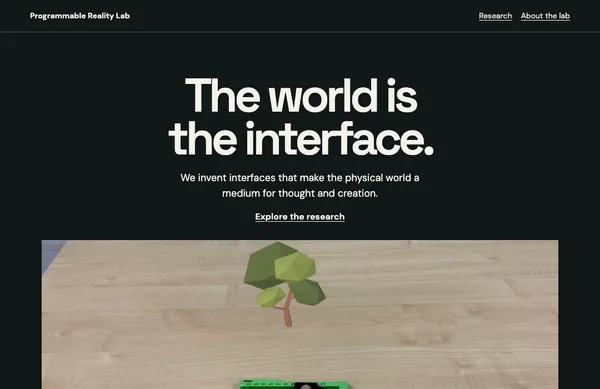 Programmable Reality Lab
Research
About the lab
The world is
the interface.
We invent interfaces that make the physical world a
medium for thought and creation.
Explore the research